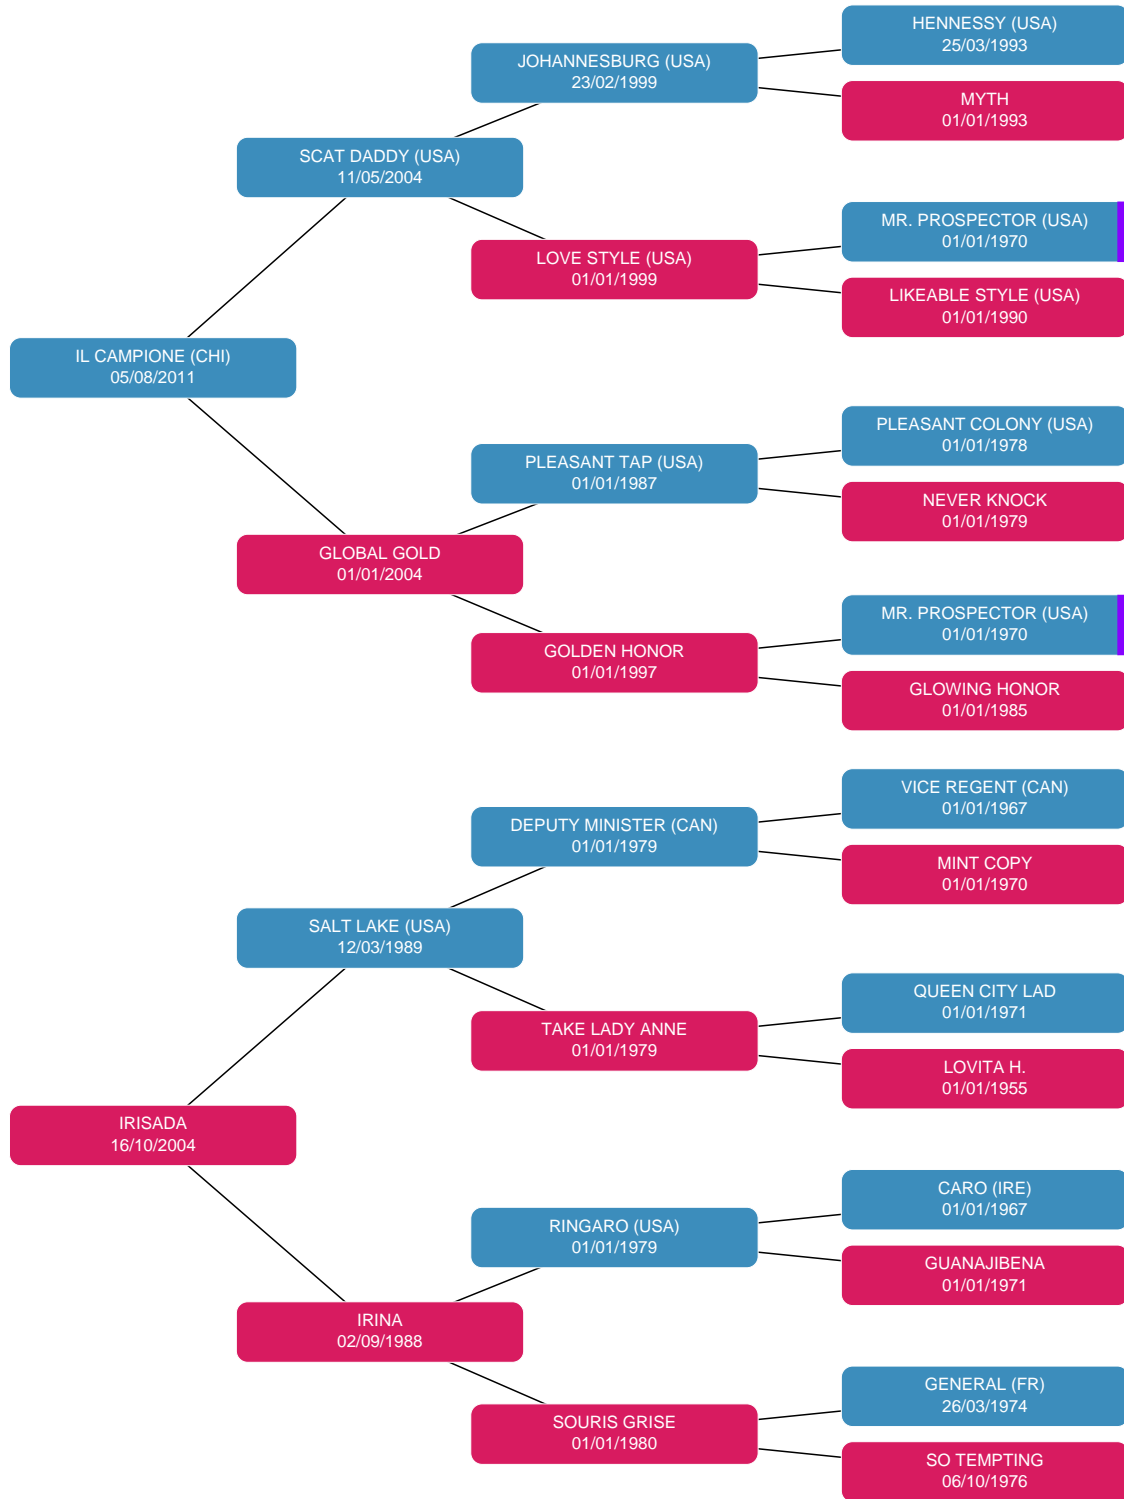 HENNESSY (USA)
25/03/1993
JOHANNESBURG (USA)
23/02/1999
MYTH
01/01/1993
SCAT DADDY (USA)
11/05/2004
MR. PROSPECTOR (USA)
01/01/1970
LOVE STYLE (USA)
01/01/1999
LIKEABLE STYLE (USA)
01/01/1990
IL CAMPIONE (CHI)
05/08/2011
PLEASANT COLONY (USA)
01/01/1978
PLEASANT TAP (USA)
01/01/1987
NEVER KNOCK
01/01/1979
GLOBAL GOLD
01/01/2004
MR. PROSPECTOR (USA)
01/01/1970
GOLDEN HONOR
01/01/1997
GLOWING HONOR
01/01/1985
VICE REGENT (CAN)
01/01/1967
DEPUTY MINISTER (CAN)
01/01/1979
MINT COPY
01/01/1970
SALT LAKE (USA)
12/03/1989
QUEEN CITY LAD
01/01/1971
TAKE LADY ANNE
01/01/1979
LOVITA H.
01/01/1955
IRISADA
16/10/2004
CARO (IRE)
01/01/1967
RINGARO (USA)
01/01/1979
GUANAJIBENA
01/01/1971
IRINA
02/09/1988
GENERAL (FR)
26/03/1974
SOURIS GRISE
01/01/1980
SO TEMPTING
06/10/1976